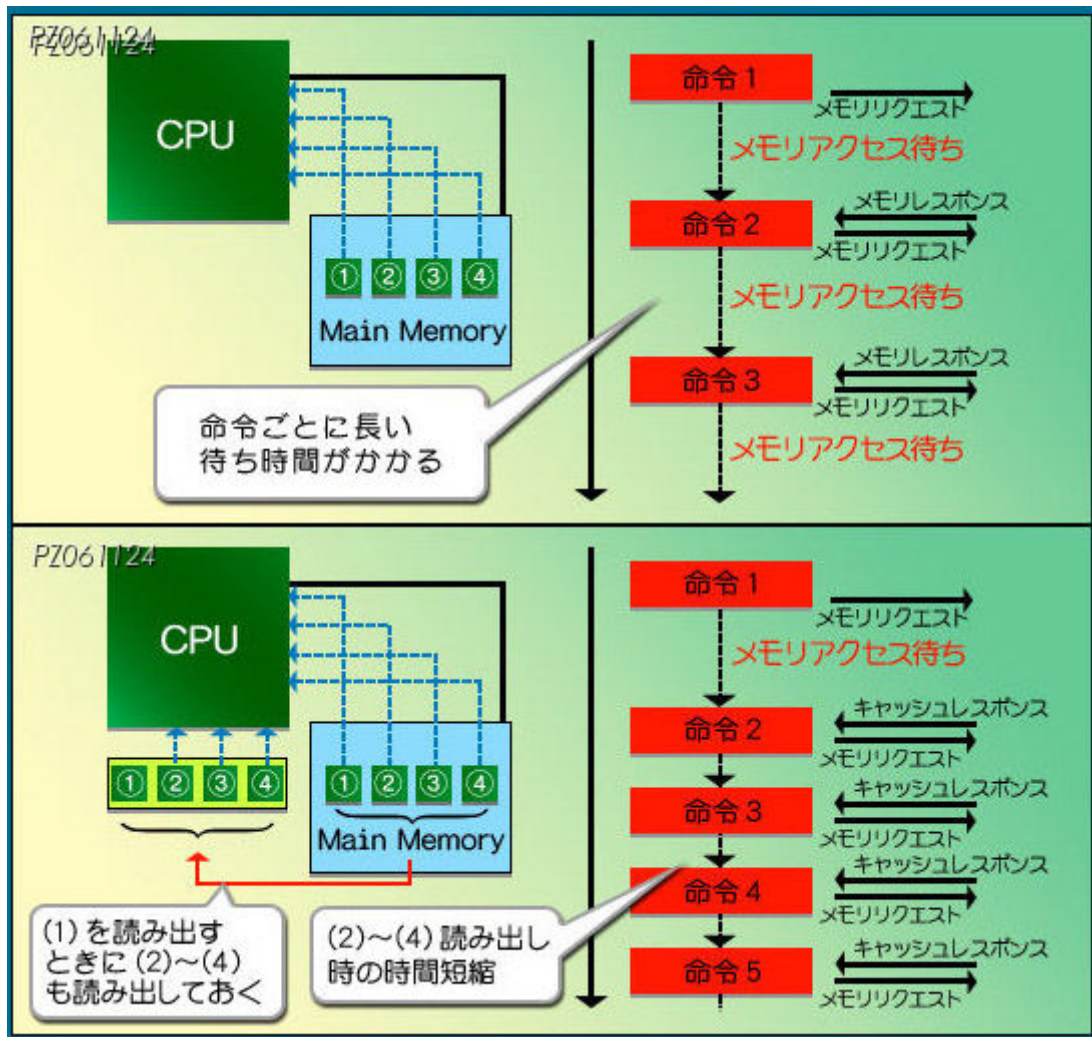 PZ061124
PZ061124
CPU
①
②
③
④
Main Memory
命令ごとに長い
待ち時間がかかる
命令1
メモリリクエスト
メモリアクセス待ち
命令2
メモリレスポンス
メモリリクエスト
メモリアクセス待ち
命令3
メモリレスポンス
メモリリクエスト
メモリアクセス待ち
PZ061124
CPU
①
②
③
④
①
②
③
④
Main Memory
(1)を読み出す
ときに(2)〜(4)
も読み出しておく
(2)〜(4)読み出し
時の時間短縮
命令1
メモリリクエスト
メモリアクセス待ち
命令2
キャッシュレスポンス
メモリリクエスト
命令3
キャッシュレスポンス
メモリリクエスト
命令4
キャッシュレスポンス
メモリリクエスト
命令5
キャッシュレスポンス
メモリリクエスト